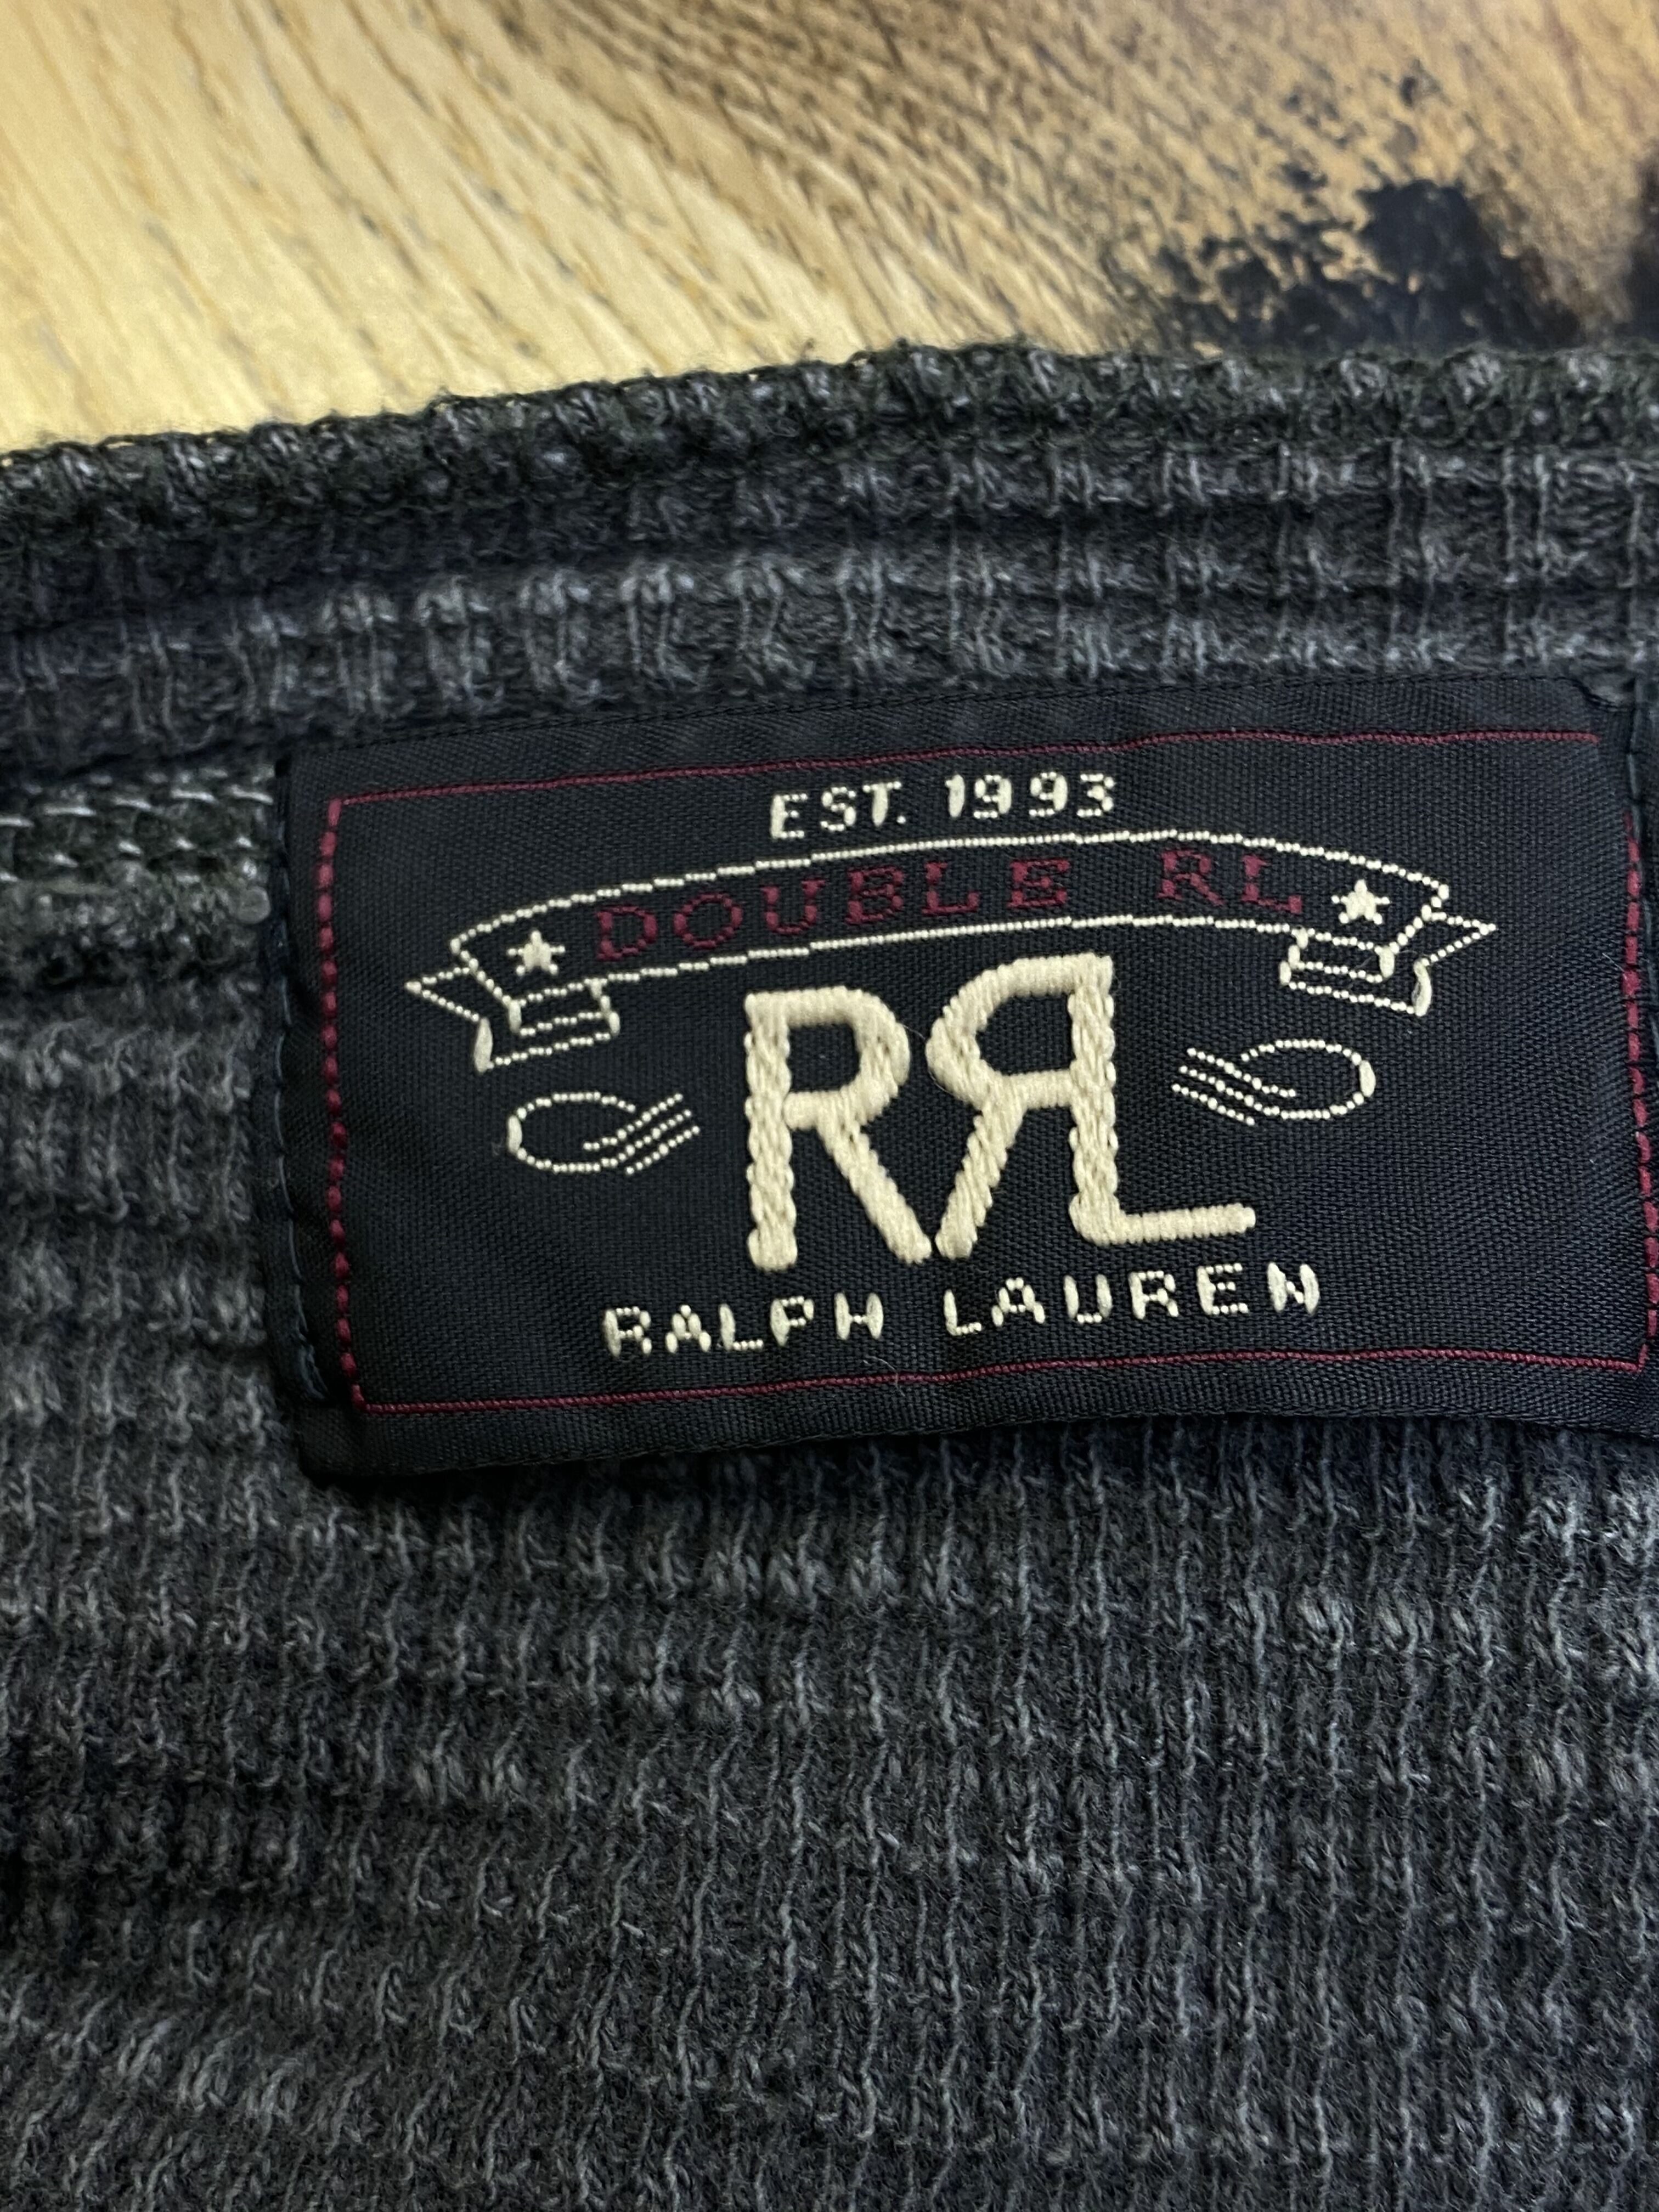 EST. 1993
DOUBLE RL
RRL
RALPH LAUREN